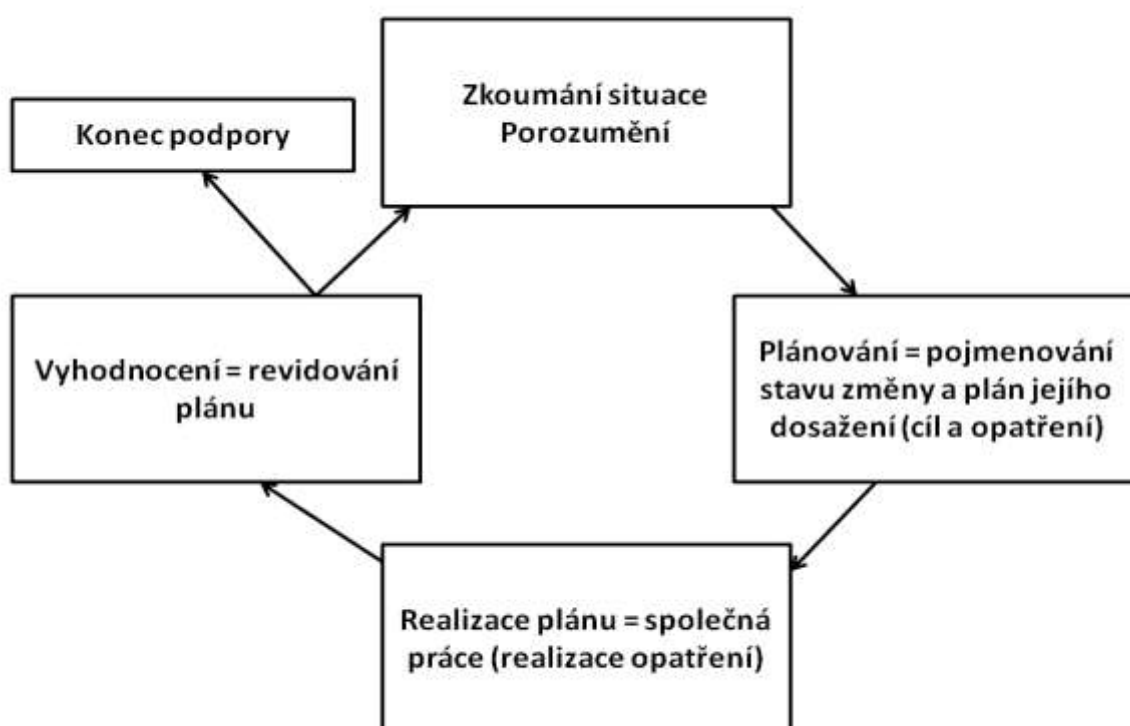 Zkoumání situace
Porozumění
Konec podpory
Plánování = pojmenování
stavu změny a plán jejího
dosažení (cíl a opatření)
Vyhodnocení = revidování
plánu
Realizace plánu = společná
práce (realizace opatření)